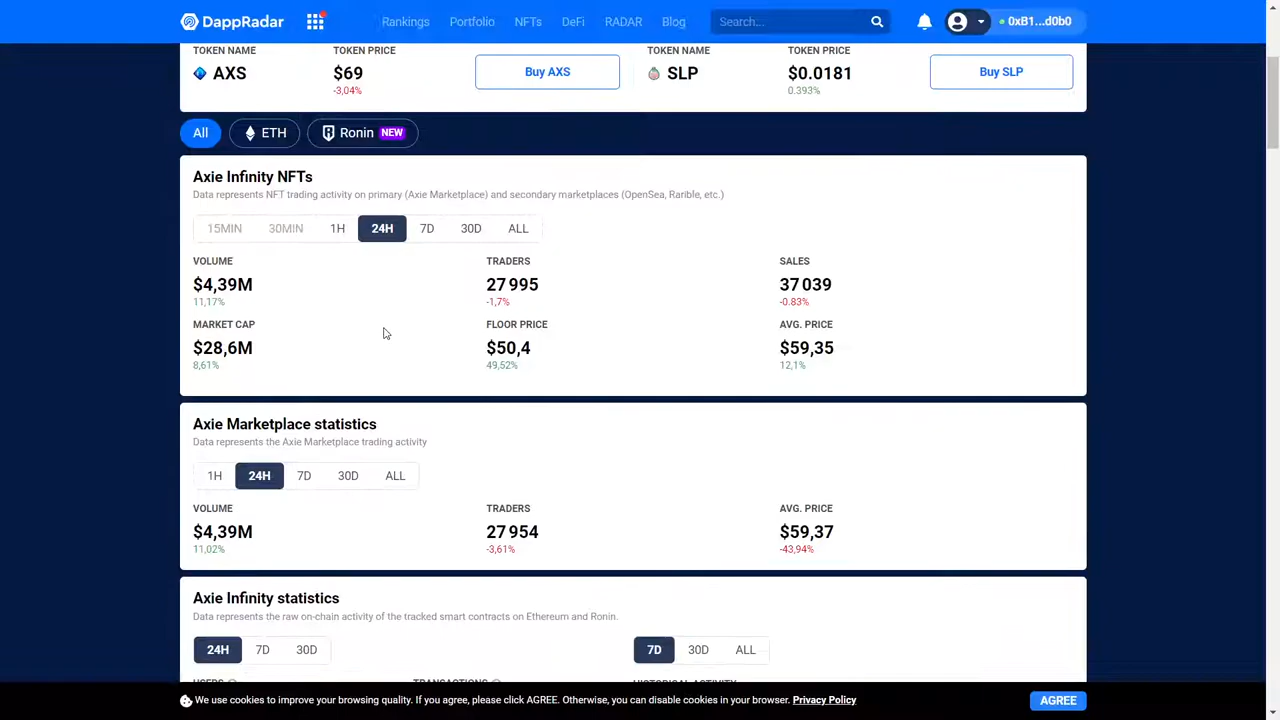 DappRadar Rankings Portfolio NFTs DeFi RADAR Blog Search... 0xB1...d0b0
TOKEN NAME TOKEN PRICE TOKEN NAME TOKEN PRICE
AXS $69 Buy AXS SLP $0.0181 Buy SLP
-3,04% 0.393%
All ETH Ronin NEW
Axie Infinity NFTs
Data represents NFT trading activity on primary (Axie Marketplace) and secondary marketplaces (OpenSea, Rarible, etc.)
15MIN 30MIN 1H 24H 7D 30D ALL
VOLUME TRADERS SALES
$4,39M 27 995 37 039
11,17% -1,7% -0.83%
MARKET CAP FLOOR PRICE AVG. PRICE
$28,6M $50,4 $59,35
8,61% 49,52% 12,1%
Axie Marketplace statistics
Data represents the Axie Marketplace trading activity
1H 24H 7D 30D ALL
VOLUME TRADERS AVG. PRICE
$4,39M 27 954 $59,37
11,02% -3,61% -43,94%
Axie Infinity statistics
Data represents the raw on-chain activity of the tracked smart contracts on Ethereum and Ronin.
24H 7D 30D 7D 30D ALL
We use cookies to improve your browsing quality. If you agree, please click AGREE. Otherwise, you can disable cookies in your browser. Privacy Policy AGREE